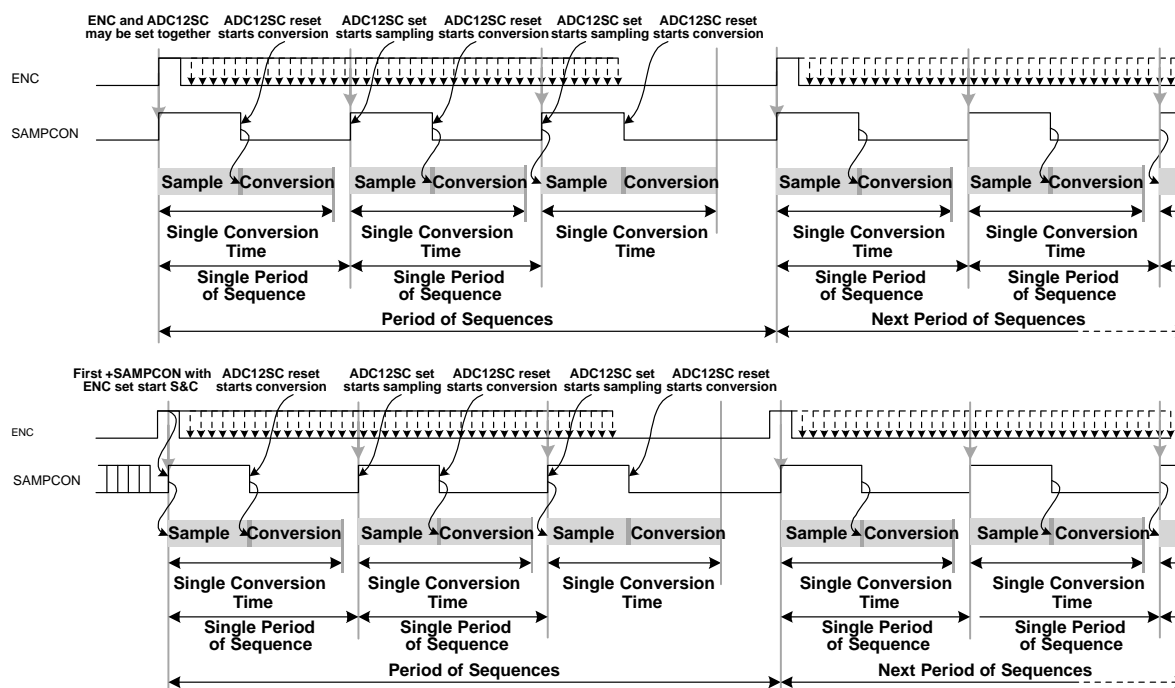 ENC and ADC12SC ADC12SC reset ADC12SC set ADC12SC reset ADC12SC set ADC12SC reset
may be set together starts conversion starts sampling starts conversion starts sampling starts conversion
ENC
SAMPCON
Sample Conversion Sample Conversion Sample Conversion Sample Conversion Sample Conversion
Single Conversion Single Conversion Single Conversion Single Conversion Single Conversion
Time Time Time Time Time
Single Period Single Period Single Period Single Period
of Sequence of Sequence of Sequence of Sequence
Period of Sequences Next Period of Sequences
First +SAMPCON with ADC12SC reset ADC12SC set ADC12SC reset ADC12SC set ADC12SC reset
ENC set start S&C starts conversion starts sampling starts conversion starts sampling starts conversion
ENC
SAMPCON
Sample Conversion Sample Conversion Sample Conversion Sample Conversion Sample Conversion
Single Conversion Single Conversion Single Conversion Single Conversion Single Conversion
Time Time Time Time Time
Single Period Single Period Single Period Single Period
of Sequence of Sequence of Sequence of Sequence
Period of Sequences Next Period of Sequences